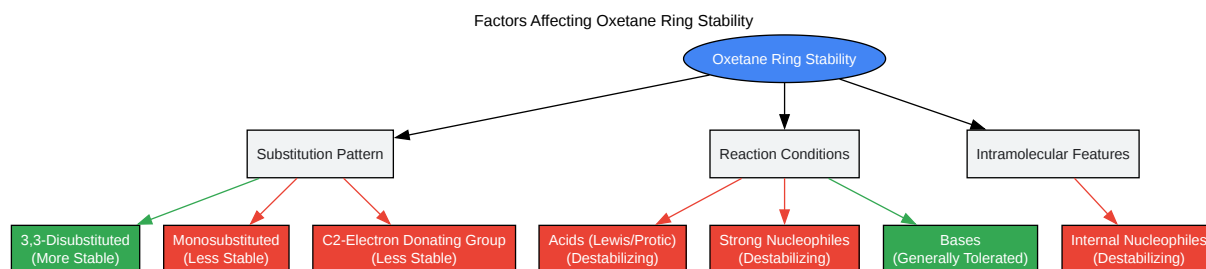 Factors Affecting Oxetane Ring Stability
Oxetane Ring Stability
Substitution Pattern
Reaction Conditions
Intramolecular Features
3,3-Disubstituted
(More Stable)
Monosubstituted
(Less Stable)
C2-Electron Donating Group
(Less Stable)
Acids (Lewis/Protic)
(Destabilizing)
Strong Nucleophiles
(Destabilizing)
Bases
(Generally Tolerated)
Internal Nucleophiles
(Destabilizing)